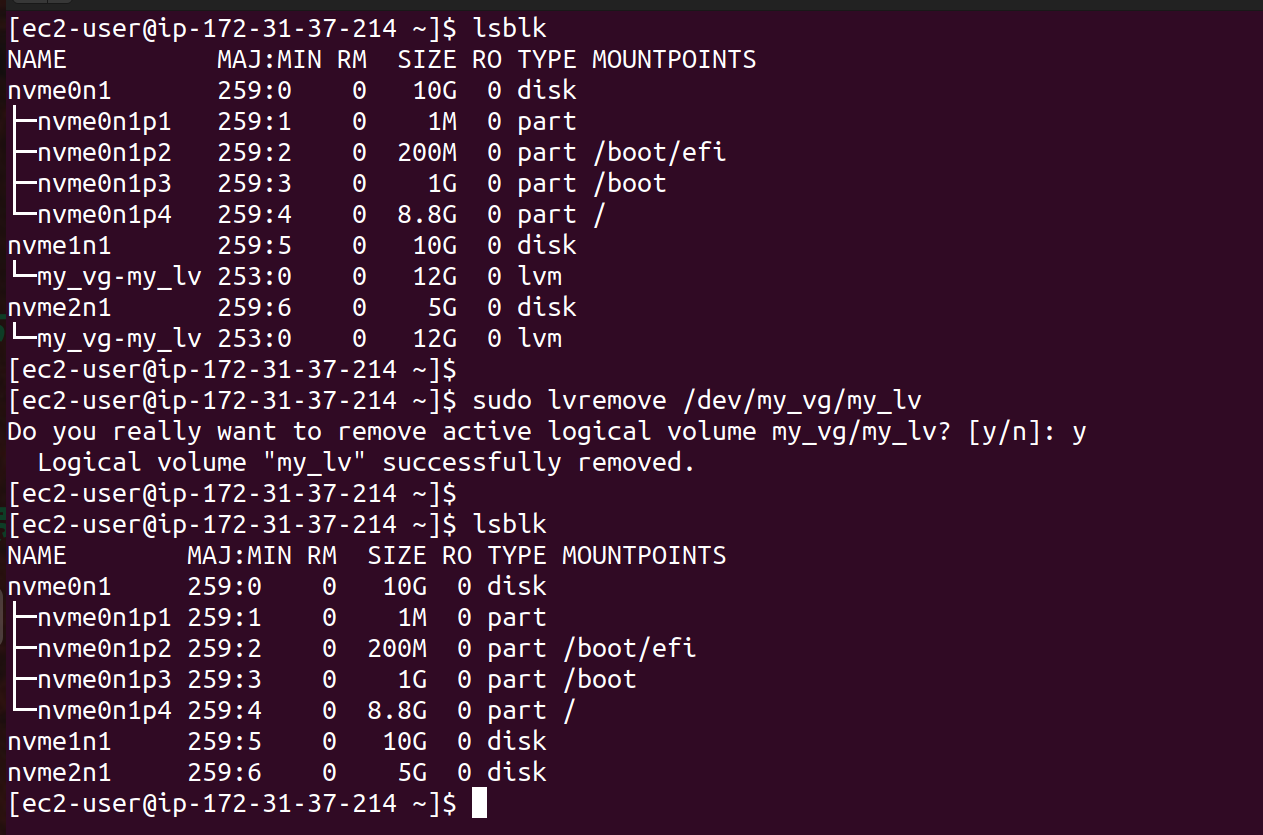 [ec2-user@ip-172-31-37-214 ~]$ lsblk
NAME          MAJ:MIN RM  SIZE RO TYPE MOUNTPOINTS
nvme0n1       259:0    0   10G  0 disk
├─nvme0n1p1   259:1    0    1M  0 part
├─nvme0n1p2   259:2    0  200M  0 part /boot/efi
├─nvme0n1p3   259:3    0    1G  0 part /boot
└─nvme0n1p4   259:4    0  8.8G  0 part /
nvme1n1       259:5    0   10G  0 disk
└─my_vg-my_lv 253:0    0   12G  0 lvm
nvme2n1       259:6    0    5G  0 disk
└─my_vg-my_lv 253:0    0   12G  0 lvm
[ec2-user@ip-172-31-37-214 ~]$
[ec2-user@ip-172-31-37-214 ~]$ sudo lvremove /dev/my_vg/my_lv
Do you really want to remove active logical volume my_vg/my_lv? [y/n]: y
  Logical volume "my_lv" successfully removed.
[ec2-user@ip-172-31-37-214 ~]$
[ec2-user@ip-172-31-37-214 ~]$ lsblk
NAME        MAJ:MIN RM  SIZE RO TYPE MOUNTPOINTS
nvme0n1     259:0    0   10G  0 disk
├─nvme0n1p1 259:1    0    1M  0 part
├─nvme0n1p2 259:2    0  200M  0 part /boot/efi
├─nvme0n1p3 259:3    0    1G  0 part /boot
└─nvme0n1p4 259:4    0  8.8G  0 part /
nvme1n1     259:5    0   10G  0 disk
nvme2n1     259:6    0    5G  0 disk
[ec2-user@ip-172-31-37-214 ~]$